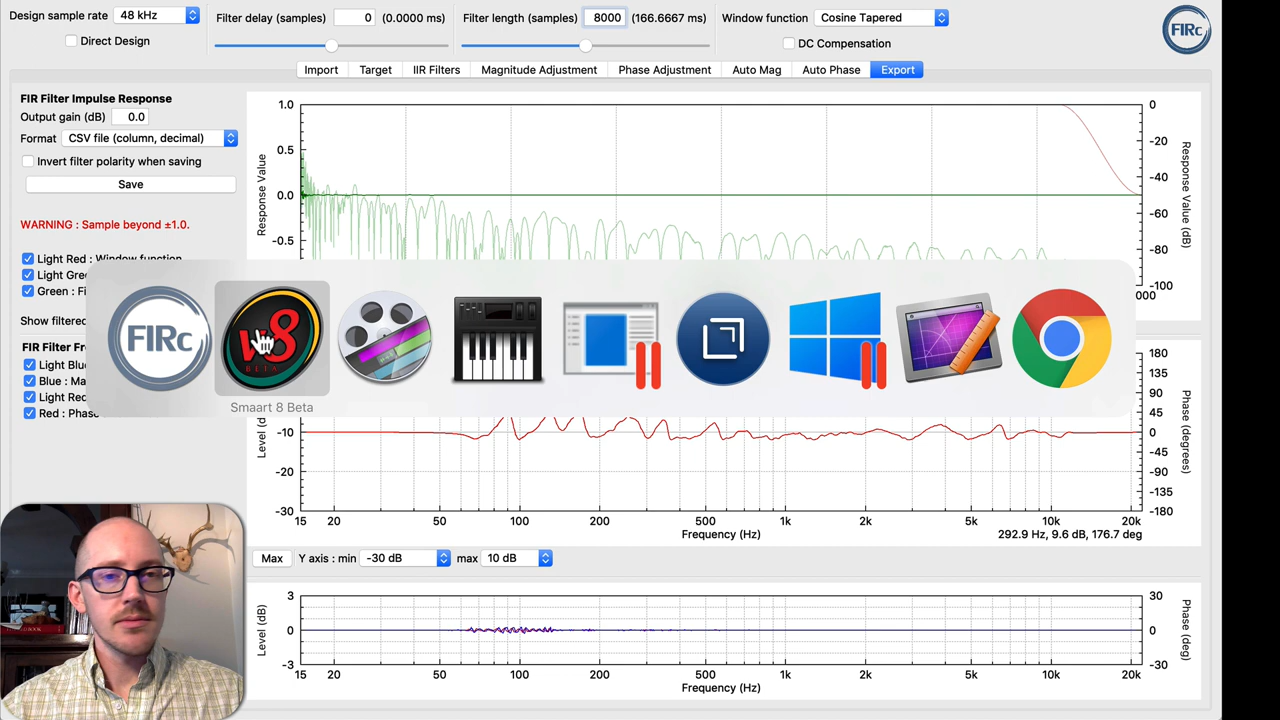 Design sample rate 48 kHz Filter delay (samples) 0 (0.0000 ms) Filter length (samples) 8000 (166.6667 ms) Window function Cosine Tapered
Direct Design DC Compensation
FIRc
Import Target IIR Filters Magnitude Adjustment Phase Adjustment Auto Mag Auto Phase Export
FIR Filter Impulse Response
Output gain (dB) 0.0
Format CSV file (column, decimal)
Invert filter polarity when saving
Save
WARNING : Sample beyond ±1.0.
Light Red : Window function
Light Gre
Green : Fi
Show filtered
FIR Filter Fre
Light Blue
Blue : Ma
Light Red
Red : Phas
1.0
0.5
0.0
-0.5
Response Value
0
-20
-40
-60
-80
-100
Response Value (dB)
000
FIRc
v8
BETA
Smaart 8 Beta
Level (d
-10
-20
-30
180
135
90
45
0
-45
-90
-135
-180
Phase (degrees)
15 20 50 100 200 500 1k 2k 5k 10k 20k
Frequency (Hz)
292.9 Hz, 9.6 dB, 176.7 deg
Max Y axis : min -30 dB max 10 dB
Level (dB)
3
0
-3
30
0
-30
Phase (deg)
15 20 50 100 200 500 1k 2k 5k 10k 20k
Frequency (Hz)